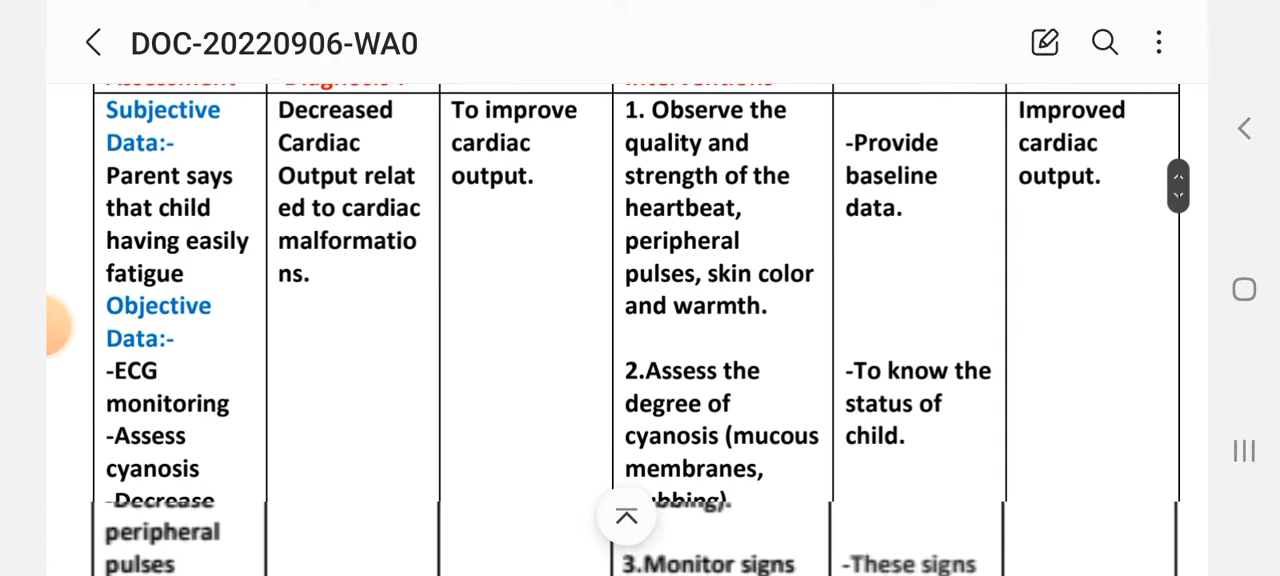 DOC-20220906-WA0
Subjective
Data:-
Parent says
that child
having easily
fatigue
Objective
Data:-
-ECG
monitoring
-Assess
cyanosis
-Decrease
peripheral
pulses
Decreased
Cardiac
Output relat
ed to cardiac
malformatio
ns.
To improve
cardiac
output.
1. Observe the
quality and
strength of the
heartbeat,
peripheral
pulses, skin color
and warmth.
2.Assess the
degree of
cyanosis (mucous
membranes,
3.Monitor signs
-Provide
baseline
data.
-To know the
status of
child.
-These signs
Improved
cardiac
output.